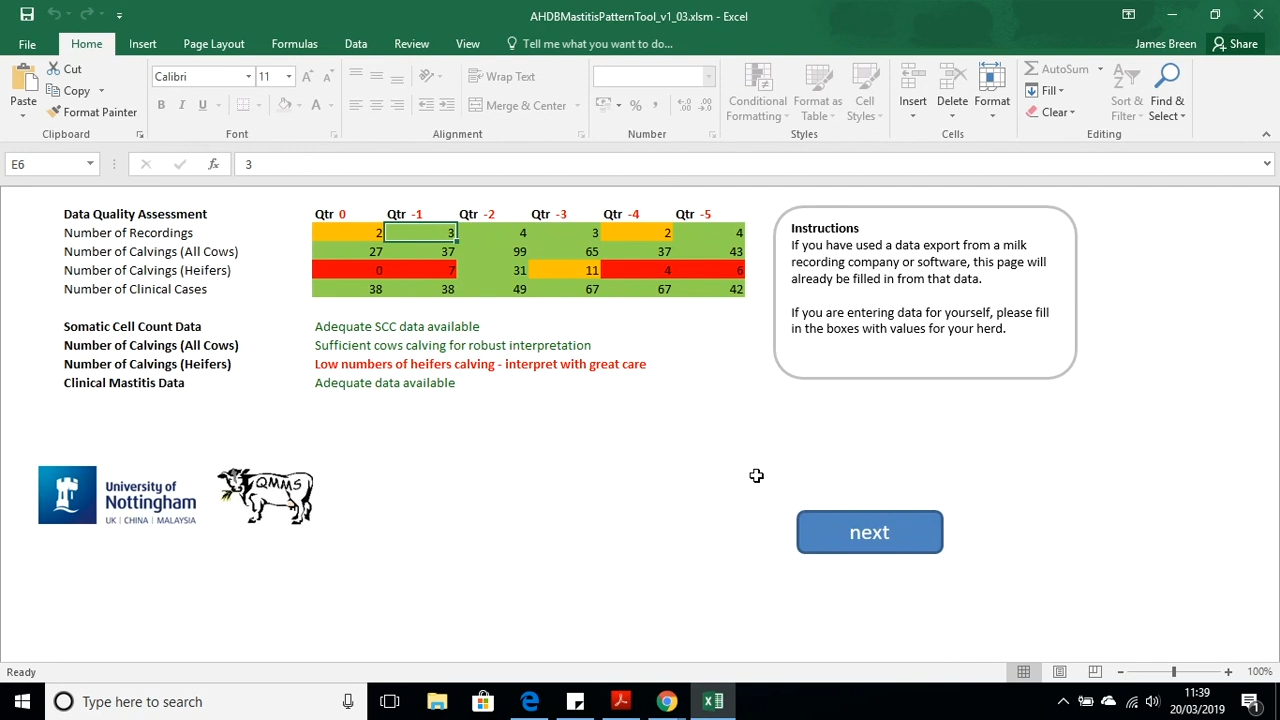 AHDBMastitisPatternTool_v1_03.xlsm - Excel
File Home Insert Page Layout Formulas Data Review View Tell me what you want to do... James Breen Share
Paste
Cut
Copy
Format Painter
Clipboard
Calibri 11
B I U
Font
Wrap Text
Merge & Center
Alignment
%
Number
Conditional Formatting
Format as Table
Cell Styles
Styles
Insert
Delete
Format
Cells
AutoSum
Fill
Clear
Sort & Filter
Find & Select
Editing
E6 fx 3
Data Quality Assessment Qtr 0 Qtr -1 Qtr -2 Qtr -3 Qtr -4 Qtr -5
Number of Recordings 2 3 4 3 2 4
Number of Calvings (All Cows) 27 37 99 65 37 43
Number of Calvings (Heifers) 0 7 31 11 4 6
Number of Clinical Cases 38 38 49 67 67 42
Somatic Cell Count Data Adequate SCC data available
Number of Calvings (All Cows) Sufficient cows calving for robust interpretation
Number of Calvings (Heifers) Low numbers of heifers calving - interpret with great care
Clinical Mastitis Data Adequate data available
Instructions
If you have used a data export from a milk
recording company or software, this page will
already be filled in from that data.
If you are entering data for yourself, please fill
in the boxes with values for your herd.
University of
Nottingham
UK | CHINA | MALAYSIA
QMMS
next
Ready
100%
Type here to search
11:39
20/03/2019
1